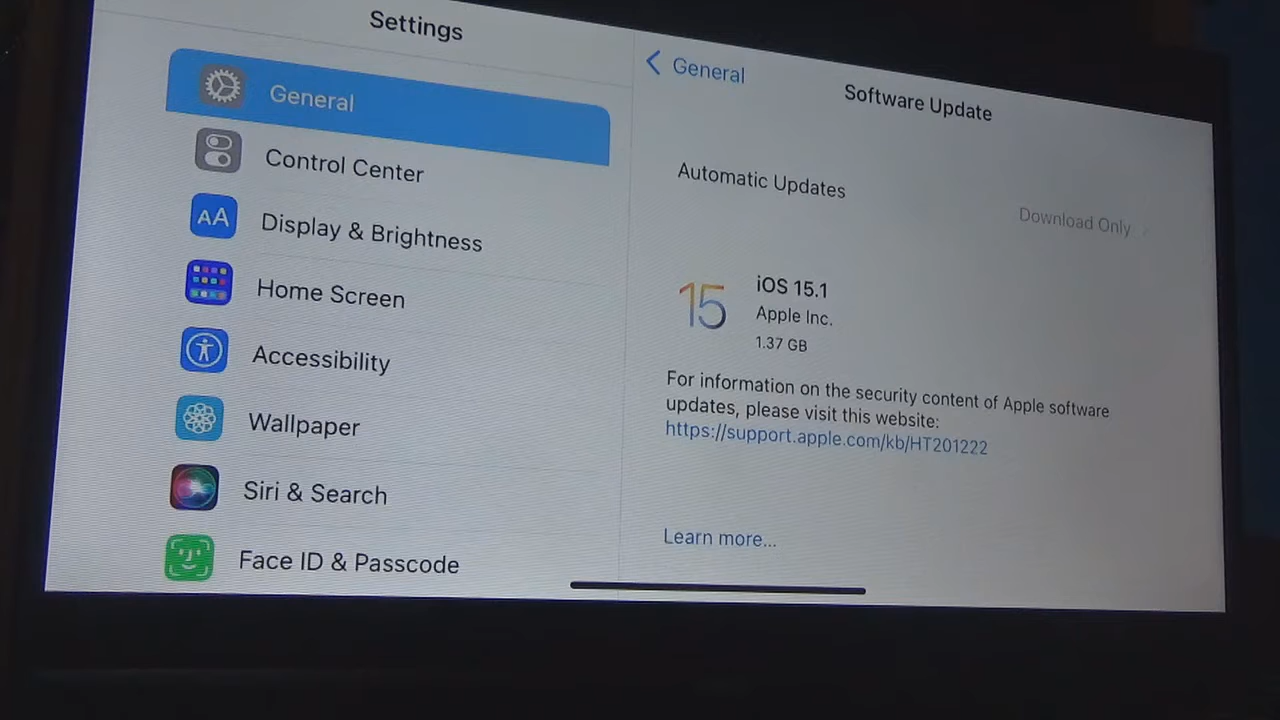 Settings
General
Control Center
AA
Display & Brightness
Home Screen
Accessibility
Wallpaper
Siri & Search
Face ID & Passcode
General
Software Update
Automatic Updates
Download Only
15
iOS 15.1
Apple Inc.
1.37 GB
For information on the security content of Apple software
updates, please visit this website:
https://support.apple.com/kb/HT201222
Learn more...